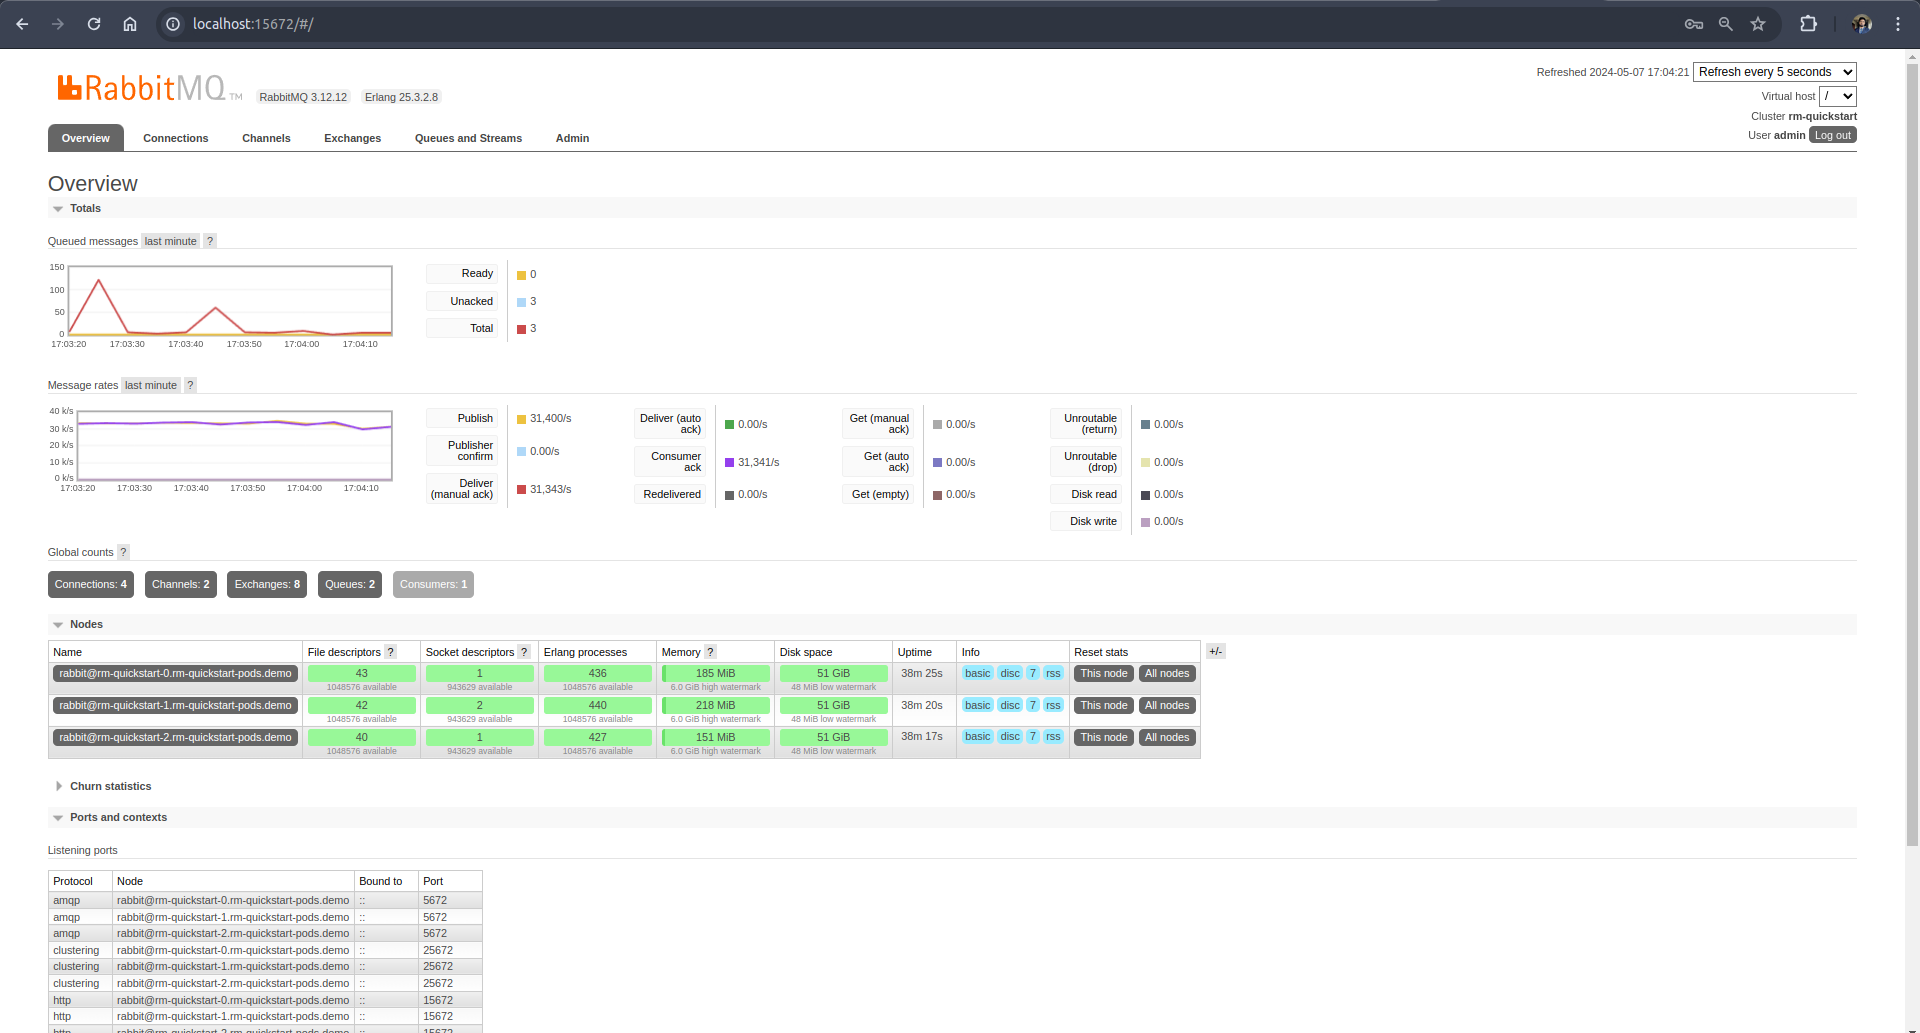 localhost:15672/#/
RabbitMQ TM RabbitMQ 3.12.12 Erlang 25.3.2.8
Refreshed 2024-05-07 17:04:21 Refresh every 5 seconds
Virtual host /
Cluster rm-quickstart
User admin Log out
Overview Connections Channels Exchanges Queues and Streams Admin
Overview
Totals
Queued messages last minute ?
150
100
50
0
17:03:20 17:03:30 17:03:40 17:03:50 17:04:00 17:04:10
Ready 0
Unacked 3
Total 3
Message rates last minute ?
40 k/s
30 k/s
20 k/s
10 k/s
0 k/s
17:03:20 17:03:30 17:03:40 17:03:50 17:04:00 17:04:10
Publish 31,400/s
Publisher
confirm 0.00/s
Deliver
(manual ack) 31,343/s
Deliver (auto
ack) 0.00/s
Consumer
ack 31,341/s
Redelivered 0.00/s
Get (manual
ack) 0.00/s
Get (auto
ack) 0.00/s
Get (empty) 0.00/s
Unroutable
(return) 0.00/s
Unroutable
(drop) 0.00/s
Disk read 0.00/s
Disk write 0.00/s
Global counts ?
Connections: 4 Channels: 2 Exchanges: 8 Queues: 2 Consumers: 1
Nodes
Name File descriptors ? Socket descriptors ? Erlang processes Memory ? Disk space Uptime Info Reset stats +/-
rabbit@rm-quickstart-0.rm-quickstart-pods.demo 43 1 436 185 MiB 51 GiB 38m 25s basic disc 7 rss This node All nodes
1048576 available 943629 available 1048576 available 6.0 GiB high watermark 48 MiB low watermark
rabbit@rm-quickstart-1.rm-quickstart-pods.demo 42 2 440 218 MiB 51 GiB 38m 20s basic disc 7 rss This node All nodes
1048576 available 943629 available 1048576 available 6.0 GiB high watermark 48 MiB low watermark
rabbit@rm-quickstart-2.rm-quickstart-pods.demo 40 1 427 151 MiB 51 GiB 38m 17s basic disc 7 rss This node All nodes
1048576 available 943629 available 1048576 available 6.0 GiB high watermark 48 MiB low watermark
Churn statistics
Ports and contexts
Listening ports
Protocol Node Bound to Port
amqp rabbit@rm-quickstart-0.rm-quickstart-pods.demo :: 5672
amqp rabbit@rm-quickstart-1.rm-quickstart-pods.demo :: 5672
amqp rabbit@rm-quickstart-2.rm-quickstart-pods.demo :: 5672
clustering rabbit@rm-quickstart-0.rm-quickstart-pods.demo :: 25672
clustering rabbit@rm-quickstart-1.rm-quickstart-pods.demo :: 25672
clustering rabbit@rm-quickstart-2.rm-quickstart-pods.demo :: 25672
http rabbit@rm-quickstart-0.rm-quickstart-pods.demo :: 15672
http rabbit@rm-quickstart-1.rm-quickstart-pods.demo :: 15672
http rabbit@rm-quickstart-2.rm-quickstart-pods.demo :: 15672